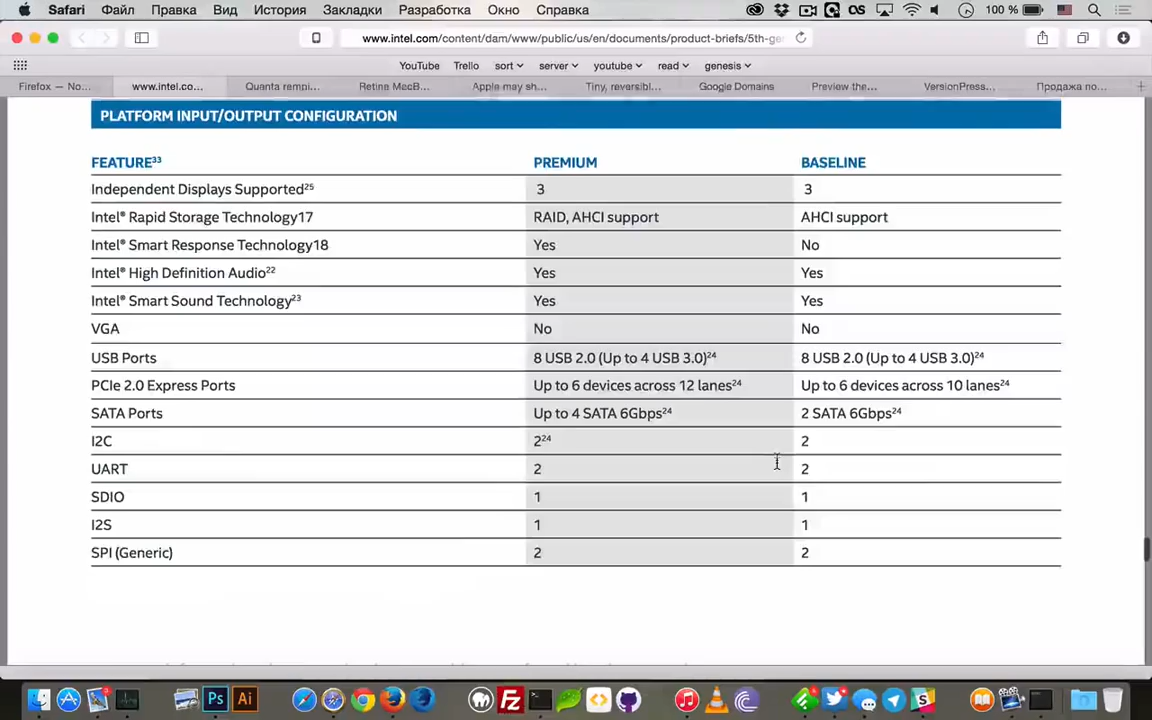 Safari Файл Правка Вид История Закладки Разработка Окно Справка 100 %
www.intel.com/content/dam/www/public/us/en/documents/product-briefs/5th-ge
YouTube Trello sort server youtube read genesis
Firefox — No... www.intel.co... Quanta rempi... Retine MacB... Apple may sh... Tiny, reversibl... Google Domains Preview the... VersionPress... Продажа по...
PLATFORM INPUT/OUTPUT CONFIGURATION
FEATURE³³ PREMIUM BASELINE
Independent Displays Supported²⁵ 3 3
Intel® Rapid Storage Technology17 RAID, AHCI support AHCI support
Intel® Smart Response Technology18 Yes No
Intel® High Definition Audio²² Yes Yes
Intel® Smart Sound Technology²³ Yes Yes
VGA No No
USB Ports 8 USB 2.0 (Up to 4 USB 3.0)²⁴ 8 USB 2.0 (Up to 4 USB 3.0)²⁴
PCIe 2.0 Express Ports Up to 6 devices across 12 lanes²⁴ Up to 6 devices across 10 lanes²⁴
SATA Ports Up to 4 SATA 6Gbps²⁴ 2 SATA 6Gbps²⁴
I2C 2²⁴ 2
UART 2 2
SDIO 1 1
I2S 1 1
SPI (Generic) 2 2
Ps Ai Fz